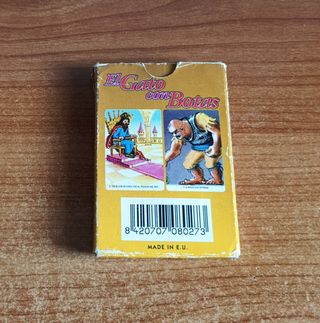 El Gato
con Botas
8 420707 080273
MADE IN E.U.